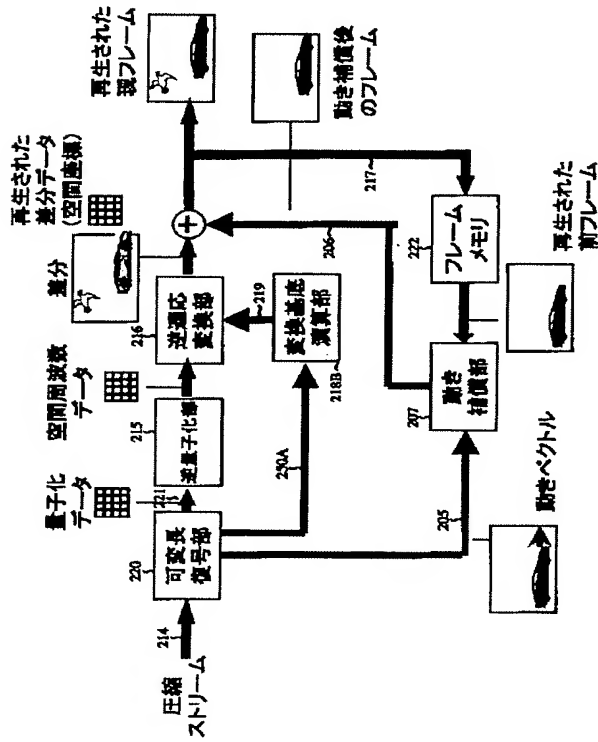 圧縮
ストリーム
214
220
可変長
復号部
量子化
データ
221
215
逆量子化部
空間周波数
データ
216
逆適応
変換部
差分
再生された
差分データ
(空間座標)
+
再生された
現フレーム
219
変換基底
演算部
218B
250A
205
動きベクトル
207
動き
補償部
206
動き補償後
のフレーム
217
222
フレーム
メモリ
再生された
前フレーム